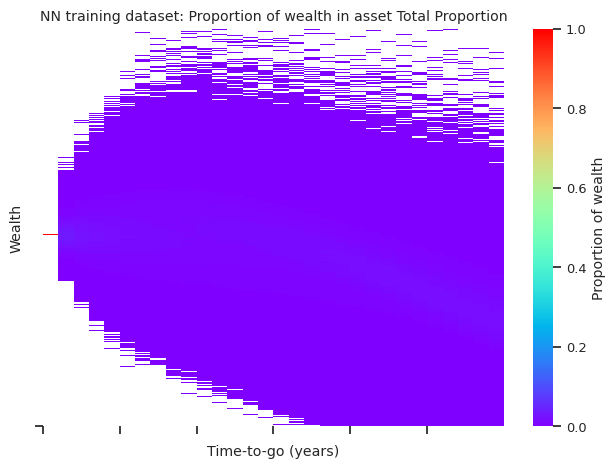 NN training dataset: Proportion of wealth in asset Total Proportion
1.0
0.8
0.6
0.4
0.2
0.0
Proportion of wealth
Wealth
Time-to-go (years)